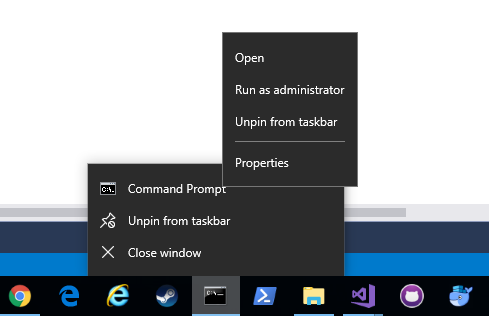 Open
Run as administrator
Unpin from taskbar
Properties
Command Prompt
Unpin from taskbar
Close window